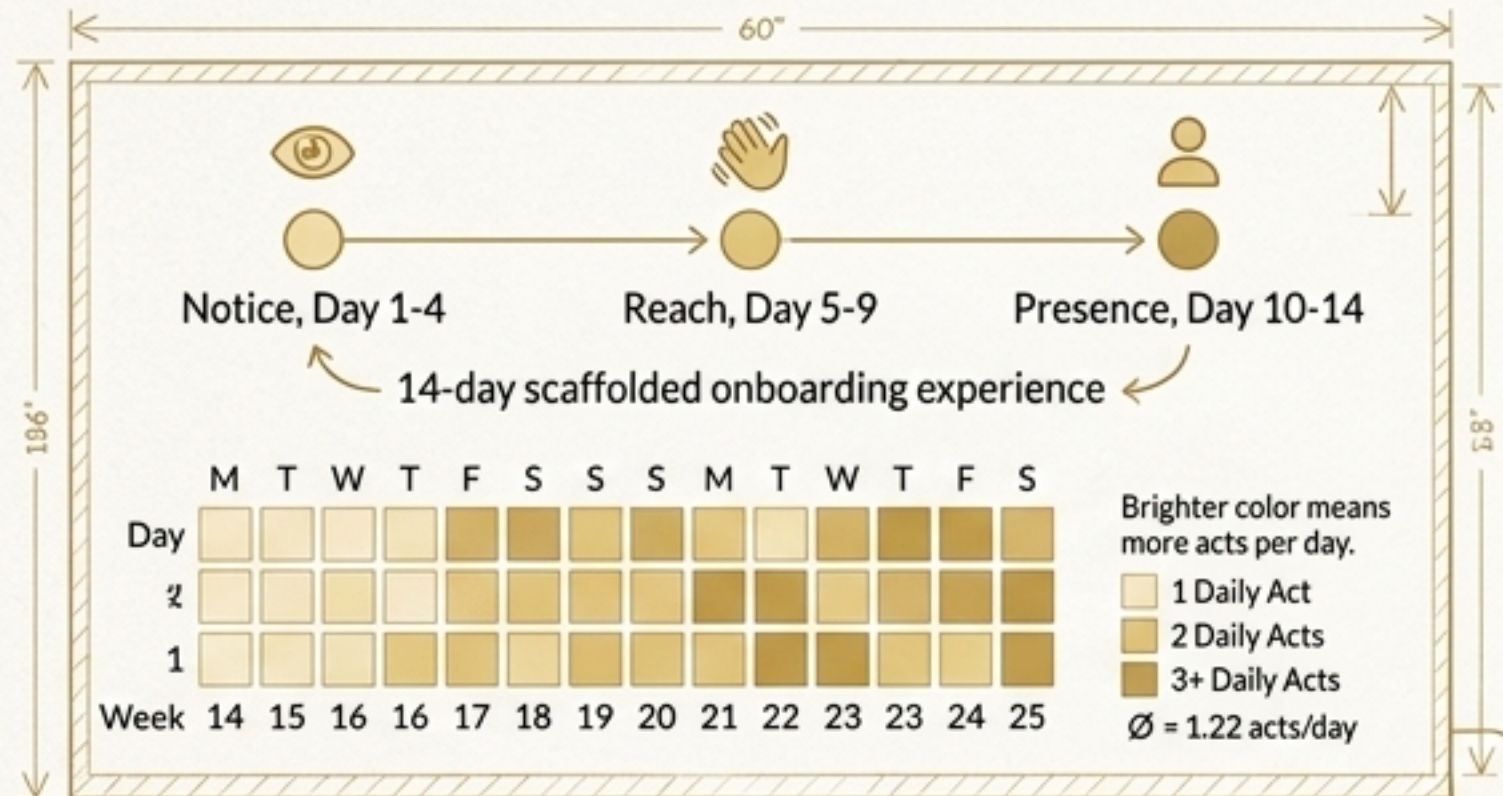 60"
Notice, Day 1-4
Reach, Day 5-9
Presence, Day 10-14
14-day scaffolded onboarding experience
M T W T F S S S M T W T F S
Day
1
Week 14 15 16 16 17 18 19 20 21 22 23 23 24 25
Brighter color means
more acts per day.
1 Daily Act
2 Daily Acts
3+ Daily Acts
Ø = 1.22 acts/day